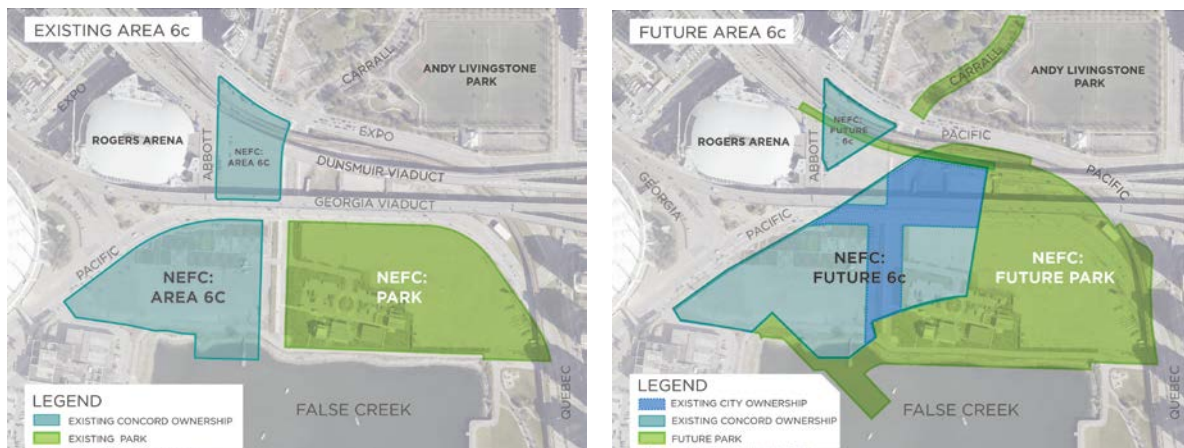 EXISTING AREA 6c
CARRALL
ANDY LIVINGSTONE
PARK
EXPO
ROGERS ARENA
ABBOTT
NEFC:
AREA 6C
EXPO
DUNSMUIR VIADUCT
GEORGIA VIADUCT
PACIFIC
NEFC:
AREA 6C
NEFC:
PARK
QUEBEC
FALSE CREEK
LEGEND
EXISTING CONCORD OWNERSHIP
EXISTING PARK
FUTURE AREA 6c
CARRALL
ANDY LIVINGSTONE
PARK
ROGERS ARENA
ABBOTT
NEFC:
FUTURE
6c
PACIFIC
GEORGIA
PACIFIC
PACIFIC
NEFC:
FUTURE 6c
NEFC:
FUTURE PARK
QUEBEC
FALSE CREEK
LEGEND
EXISTING CITY OWNERSHIP
EXISTING CONCORD OWNERSHIP
FUTURE PARK